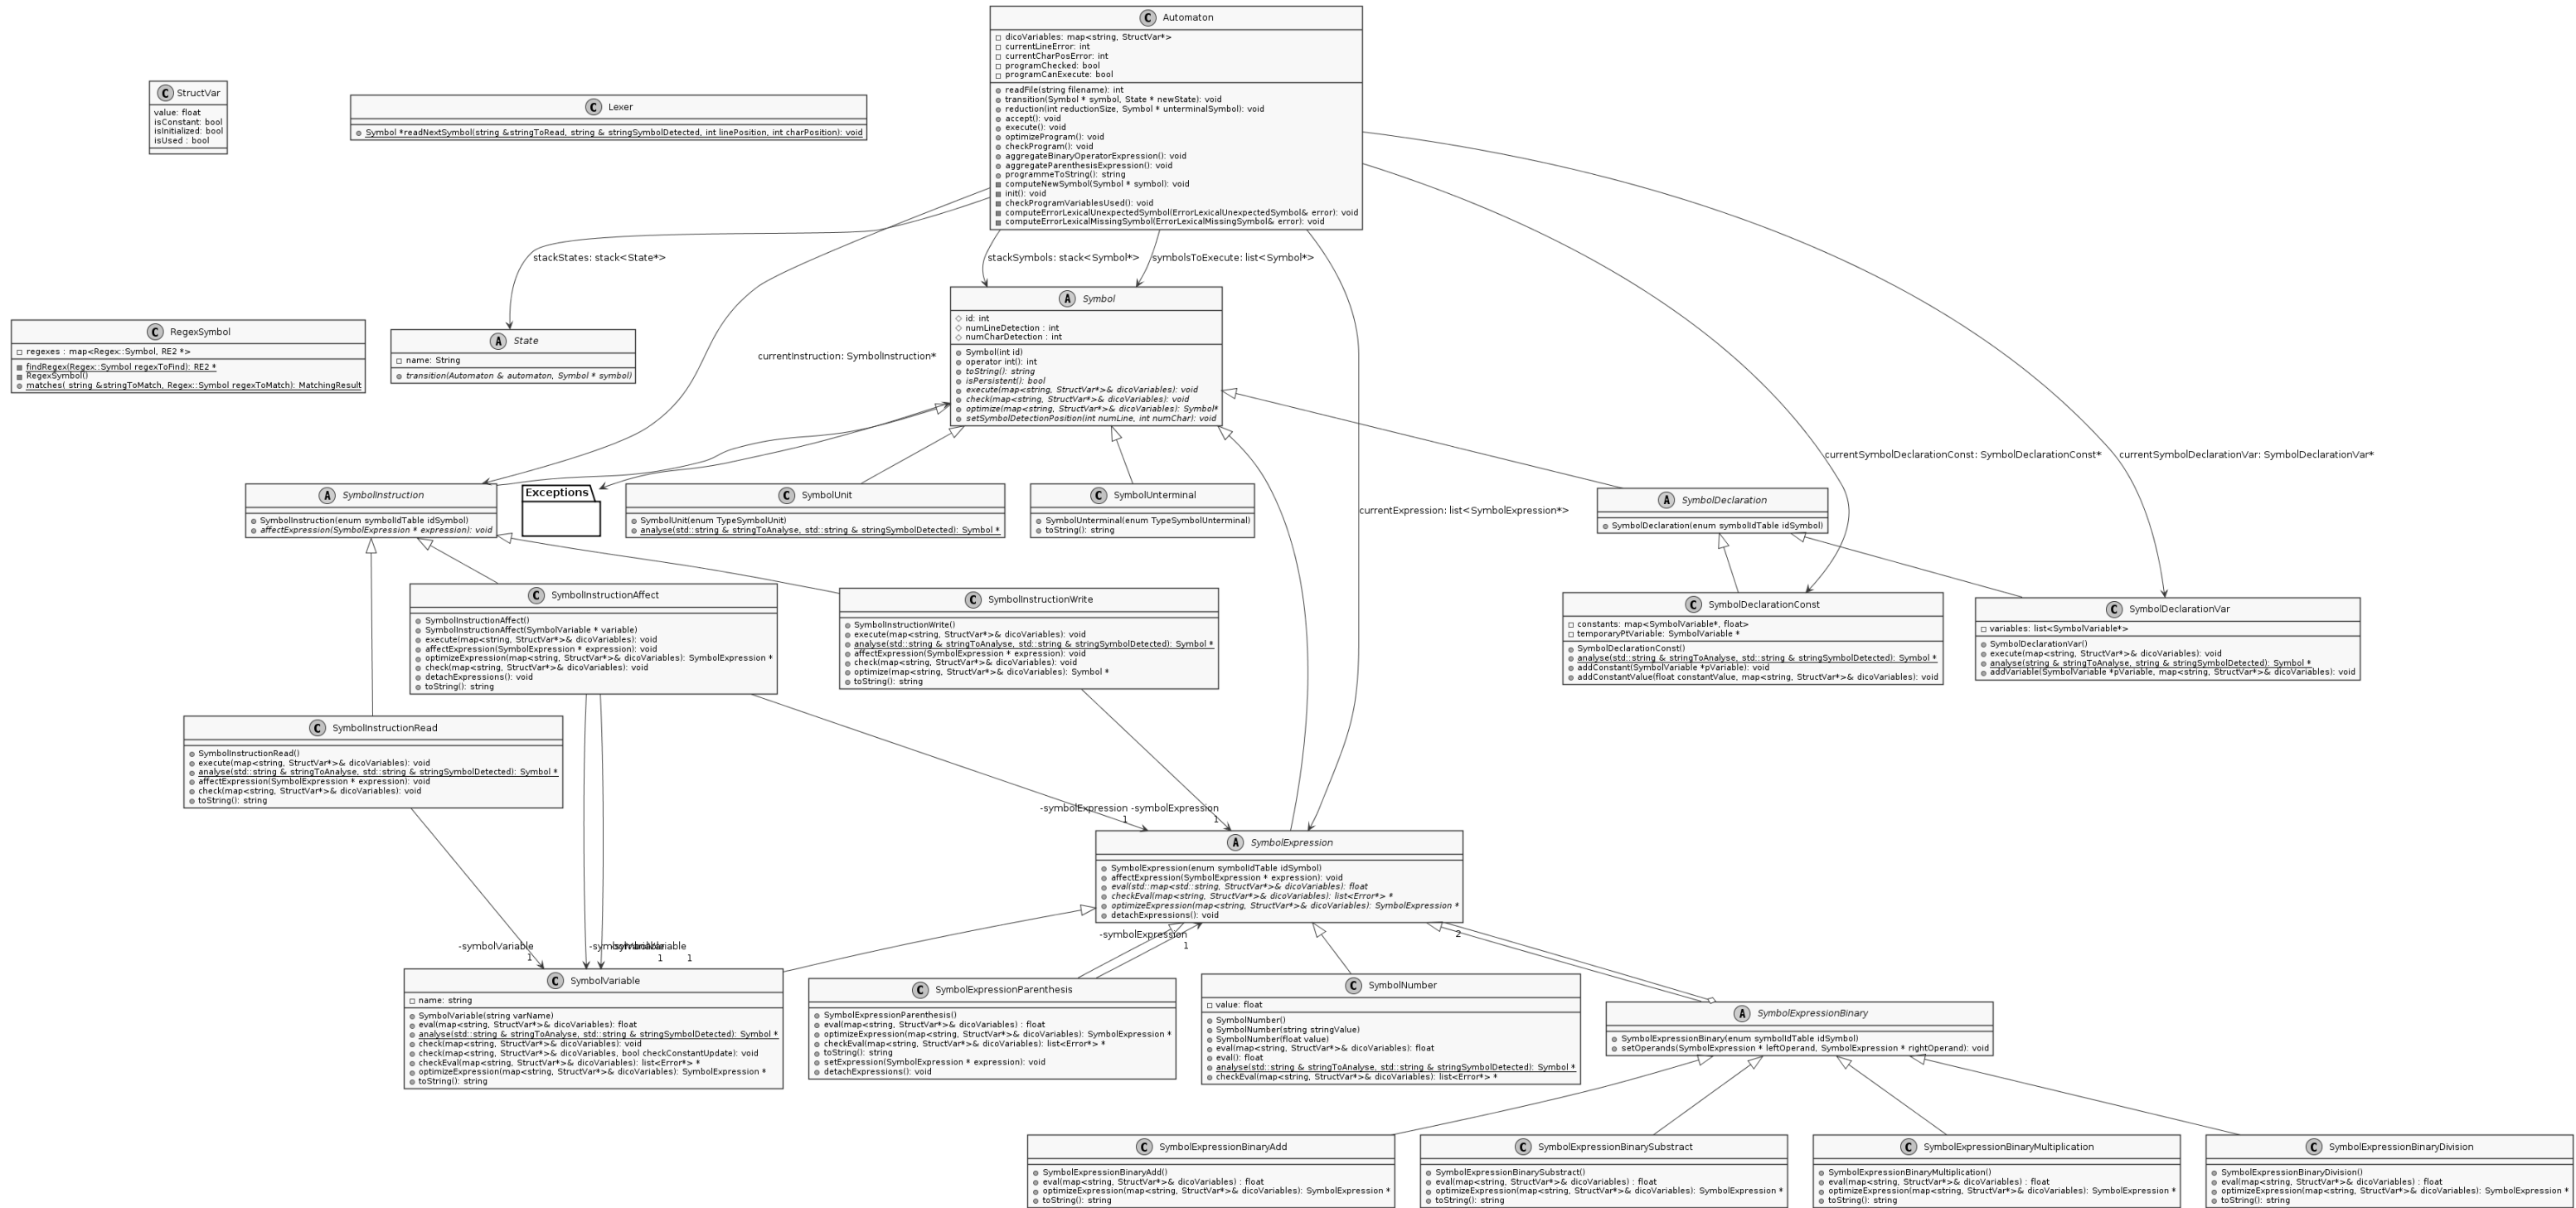 C Automaton
dicoVariables: map<string, StructVar*>
currentLineError: int
currentCharPosError: int
programChecked: bool
programCanExecute: bool
readFile(string filename): int
transition(Symbol * symbol, State * newState): void
reduction(int reductionSize, Symbol * unterminalSymbol): void
accept(): void
execute(): void
optimizeProgram(): void
checkProgram(): void
aggregateBinaryOperatorExpression(): void
aggregateParenthesisExpression(): void
programmeToString(): string
computeNewSymbol(Symbol * symbol): void
init(): void
checkProgramVariablesUsed(): void
computeErrorLexicalUnexpectedSymbol(ErrorLexicalUnexpectedSymbol& error): void
computeErrorLexicalMissingSymbol(ErrorLexicalMissingSymbol& error): void
C StructVar
value: float
isConstant: bool
isInitialized: bool
isUsed : bool
C Lexer
Symbol *readNextSymbol(string &stringToRead, string & stringSymbolDetected, int linePosition, int charPosition): void
stackStates: stack<State*>
stackSymbols: stack<Symbol*>
symbolsToExecute: list<Symbol*>
C RegexSymbol
regexes : map<Regex::Symbol, RE2 *>
findRegex(Regex::Symbol regexToFind): RE2 *
RegexSymbol()
matches( string &stringToMatch, Regex::Symbol regexToMatch): MatchingResult
A State
name: String
transition(Automaton & automaton, Symbol * symbol)
currentInstruction: SymbolInstruction*
A Symbol
id: int
numLineDetection : int
numCharDetection : int
Symbol(int id)
operator int(): int
toString(): string
isPersistent(): bool
execute(map<string, StructVar*>& dicoVariables): void
check(map<string, StructVar*>& dicoVariables): void
optimize(map<string, StructVar*>& dicoVariables): Symbol*
setSymbolDetectionPosition(int numLine, int numChar): void
currentSymbolDeclarationConst: SymbolDeclarationConst*
currentSymbolDeclarationVar: SymbolDeclarationVar*
currentExpression: list<SymbolExpression*>
A SymbolInstruction
SymbolInstruction(enum symbolIdTable idSymbol)
affectExpression(SymbolExpression * expression): void
Exceptions
C SymbolUnit
SymbolUnit(enum TypeSymbolUnit)
analyse(std::string & stringToAnalyse, std::string & stringSymbolDetected): Symbol *
C SymbolUnterminal
SymbolUnterminal(enum TypeSymbolUnterminal)
toString(): string
A SymbolDeclaration
SymbolDeclaration(enum symbolIdTable idSymbol)
C SymbolInstructionAffect
SymbolInstructionAffect()
SymbolInstructionAffect(SymbolVariable * variable)
execute(map<string, StructVar*>& dicoVariables): void
affectExpression(SymbolExpression * expression): void
optimizeExpression(map<string, StructVar*>& dicoVariables): SymbolExpression *
check(map<string, StructVar*>& dicoVariables): void
detachExpressions(): void
toString(): string
C SymbolInstructionWrite
SymbolInstructionWrite()
execute(map<string, StructVar*>& dicoVariables): void
analyse(std::string & stringToAnalyse, std::string & stringSymbolDetected): Symbol *
affectExpression(SymbolExpression * expression): void
check(map<string, StructVar*>& dicoVariables): void
optimize(map<string, StructVar*>& dicoVariables): Symbol *
toString(): string
C SymbolDeclarationConst
constants: map<SymbolVariable*, float>
temporaryPtVariable: SymbolVariable *
SymbolDeclarationConst()
analyse(std::string & stringToAnalyse, std::string & stringSymbolDetected): Symbol *
addConstant(SymbolVariable *pVariable): void
addConstantValue(float constantValue, map<string, StructVar*>& dicoVariables): void
C SymbolDeclarationVar
variables: list<SymbolVariable*>
SymbolDeclarationVar()
execute(map<string, StructVar*>& dicoVariables): void
analyse(string & stringToAnalyse, string & stringSymbolDetected): Symbol *
addVariable(SymbolVariable *pVariable, map<string, StructVar*>& dicoVariables): void
C SymbolInstructionRead
SymbolInstructionRead()
execute(map<string, StructVar*>& dicoVariables): void
analyse(std::string & stringToAnalyse, std::string & stringSymbolDetected): Symbol *
affectExpression(SymbolExpression * expression): void
check(map<string, StructVar*>& dicoVariables): void
toString(): string
-symbolExpression
1
-symbolExpression
1
A SymbolExpression
SymbolExpression(enum symbolIdTable idSymbol)
affectExpression(SymbolExpression * expression): void
eval(std::map<std::string, StructVar*>& dicoVariables): float
checkEval(map<string, StructVar*>& dicoVariables): list<Error*> *
optimizeExpression(map<string, StructVar*>& dicoVariables): SymbolExpression *
detachExpressions(): void
-symbolVariable
1
1
1
-symbolExpression
1
2
C SymbolVariable
name: string
SymbolVariable(string varName)
eval(map<string, StructVar*>& dicoVariables): float
analyse(std::string & stringToAnalyse, std::string & stringSymbolDetected): Symbol *
check(map<string, StructVar*>& dicoVariables): void
check(map<string, StructVar*>& dicoVariables, bool checkConstantUpdate): void
checkEval(map<string, StructVar*>& dicoVariables): list<Error*> *
optimizeExpression(map<string, StructVar*>& dicoVariables): SymbolExpression *
toString(): string
C SymbolExpressionParenthesis
SymbolExpressionParenthesis()
eval(map<string, StructVar*>& dicoVariables) : float
optimizeExpression(map<string, StructVar*>& dicoVariables): SymbolExpression *
checkEval(map<string, StructVar*>& dicoVariables): list<Error*> *
toString(): string
setExpression(SymbolExpression * expression): void
detachExpressions(): void
C SymbolNumber
value: float
SymbolNumber()
SymbolNumber(string stringValue)
SymbolNumber(float value)
eval(map<string, StructVar*>& dicoVariables): float
eval(): float
analyse(std::string & stringToAnalyse, std::string & stringSymbolDetected): Symbol *
checkEval(map<string, StructVar*>& dicoVariables): list<Error*> *
A SymbolExpressionBinary
SymbolExpressionBinary(enum symbolIdTable idSymbol)
setOperands(SymbolExpression * leftOperand, SymbolExpression * rightOperand): void
C SymbolExpressionBinaryAdd
SymbolExpressionBinaryAdd()
eval(map<string, StructVar*>& dicoVariables) : float
optimizeExpression(map<string, StructVar*>& dicoVariables): SymbolExpression *
toString(): string
C SymbolExpressionBinarySubstract
SymbolExpressionBinarySubstract()
eval(map<string, StructVar*>& dicoVariables) : float
optimizeExpression(map<string, StructVar*>& dicoVariables): SymbolExpression *
toString(): string
C SymbolExpressionBinaryMultiplication
SymbolExpressionBinaryMultiplication()
eval(map<string, StructVar*>& dicoVariables) : float
optimizeExpression(map<string, StructVar*>& dicoVariables): SymbolExpression *
toString(): string
C SymbolExpressionBinaryDivision
SymbolExpressionBinaryDivision()
eval(map<string, StructVar*>& dicoVariables) : float
optimizeExpression(map<string, StructVar*>& dicoVariables): SymbolExpression *
toString(): string